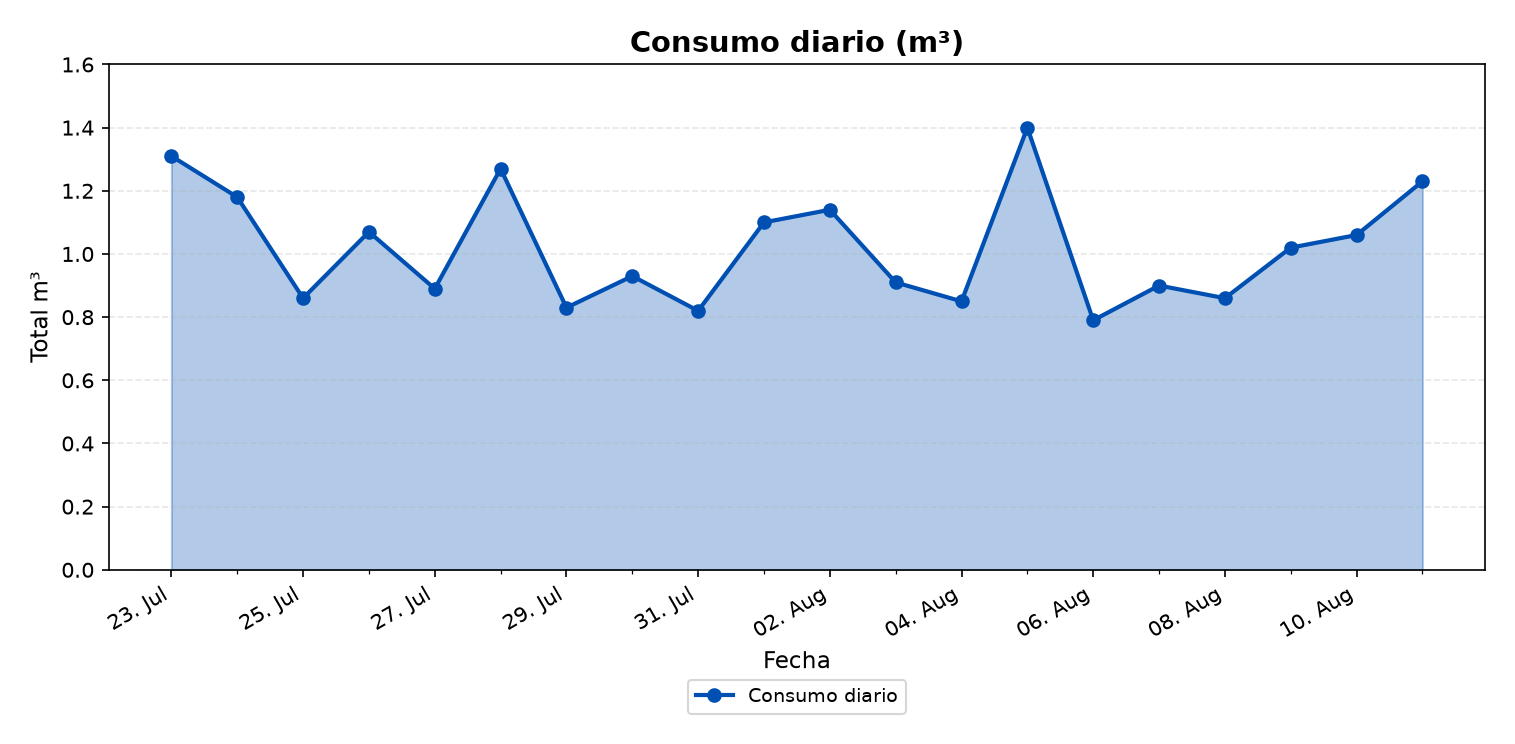 Consumo diario (m³)
1.6
1.4
1.2
1.0
0.8
0.6
0.4
0.2
0.0
Total m³
23. Jul
25. Jul
27. Jul
29. Jul
31. Jul
02. Aug
04. Aug
06. Aug
08. Aug
10. Aug
Fecha
Consumo diario